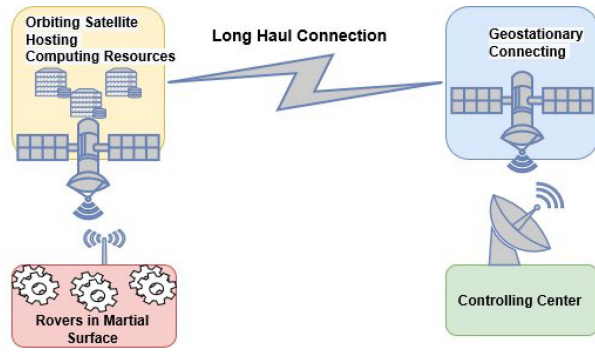 Orbiting Satellite
Hosting
Computing Resources
Long Haul Connection
Geostationary
Connecting
Rovers in Martial
Surface
Controlling Center